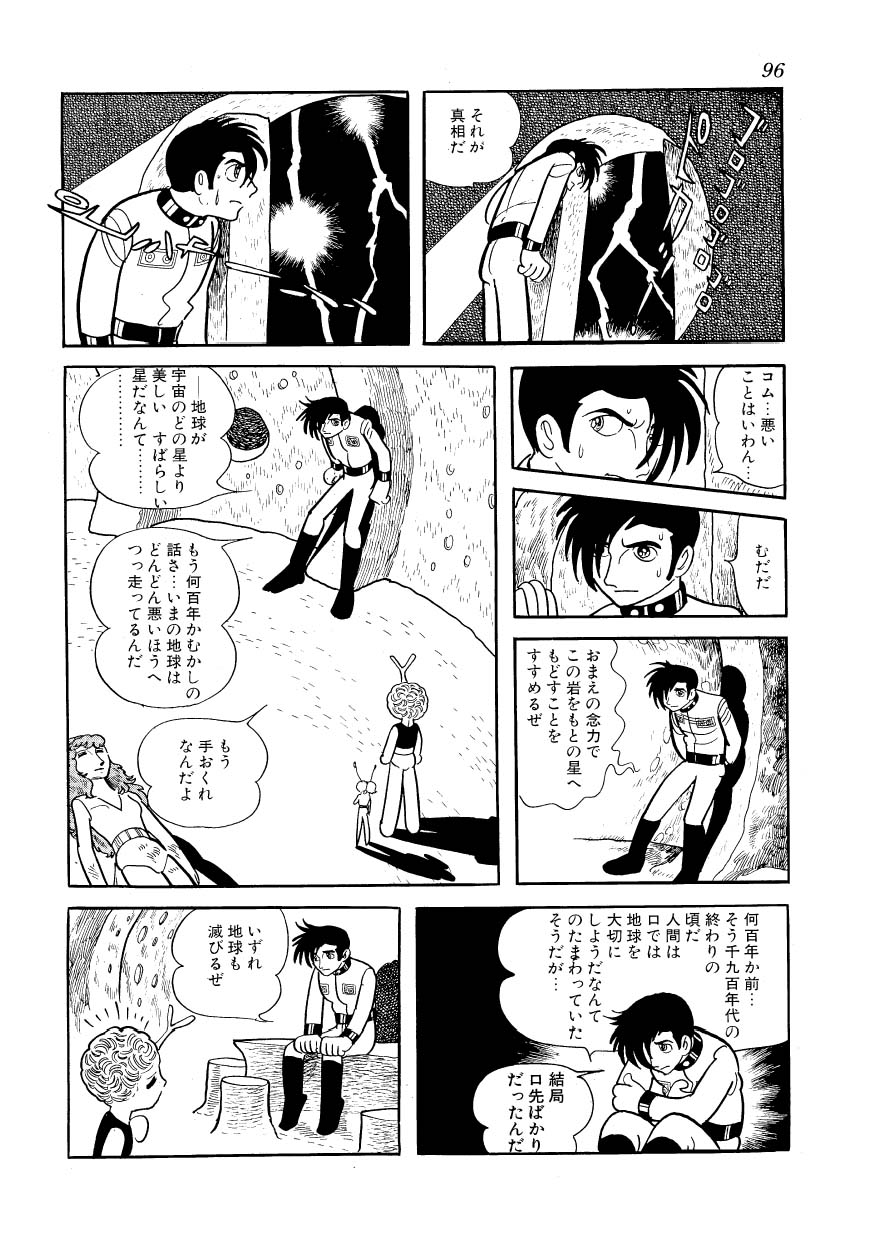 96
それが
真相だ
ゴロゴロゴロゴロ
コム…悪い
ことはいわん…
むだだ
おまえの念力で
この岩をもとの星へ
もどすことを
すすめるぜ
―地球が
宇宙のどの星より
美しい すばらしい
星だなんて………
…………
もう何百年かむかしの
話さ…いまの地球は
どんどん悪いほうへ
つっ走ってるんだ
もう
手おくれ
なんだよ
何百年か前…
そう千九百年代の
終わりの
頃だ
人間は
口では
地球を
大切に
しようだなんて
のたまわっていた
そうだが…
結局
口先ばかり
だったんだ
いずれ
地球も
滅びるぜ